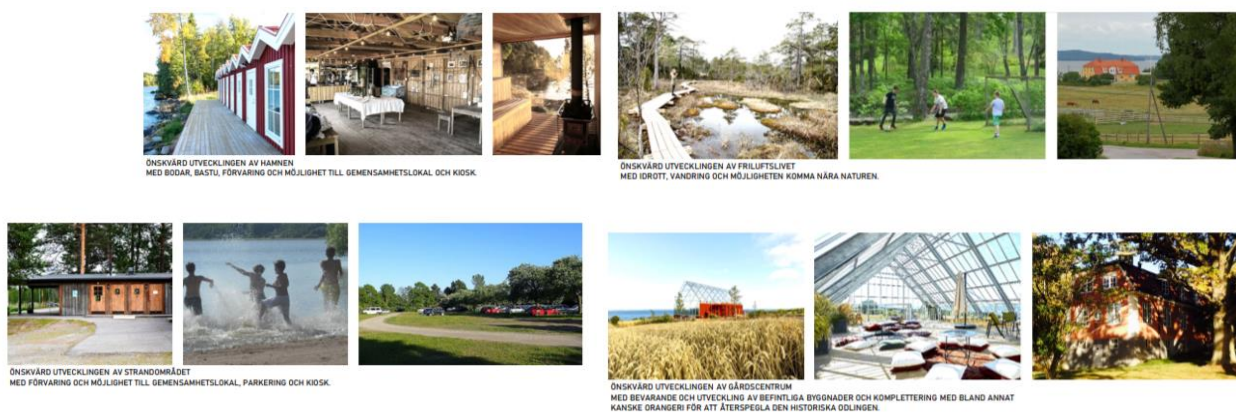 ÖNSKVÄRD UTVECKLINGEN AV HAMNEN
MED BODAR, BASTU, FÖRVARING OCH MÖJLIGHET TILL GEMENSAMHETSLOKAL OCH KIOSK.
ÖNSKVÄRD UTVECKLINGEN AV FRILUFTSLIVET
MED IDROTT, VANDRING OCH MÖJLIGHETEN KOMMA NÄRA NATUREN.
ÖNSKVÄRD UTVECKLINGEN AV STRANDOMRÅDET
MED FÖRVARING OCH MÖJLIGHET TILL GEMENSAMHETSLOKAL, PARKERING OCH KIOSK.
ÖNSKVÄRD UTVECKLINGEN AV GÅRDSCENTRUM
MED BEVARANDE OCH UTVECKLING AV BEFINTLIGA BYGGNADER OCH KOMPLETTERING MED BLAND ANNAT
KANSKE ORANGERI FÖR ATT ÅTERSPEGLA DEN HISTORISKA ODLINGEN.